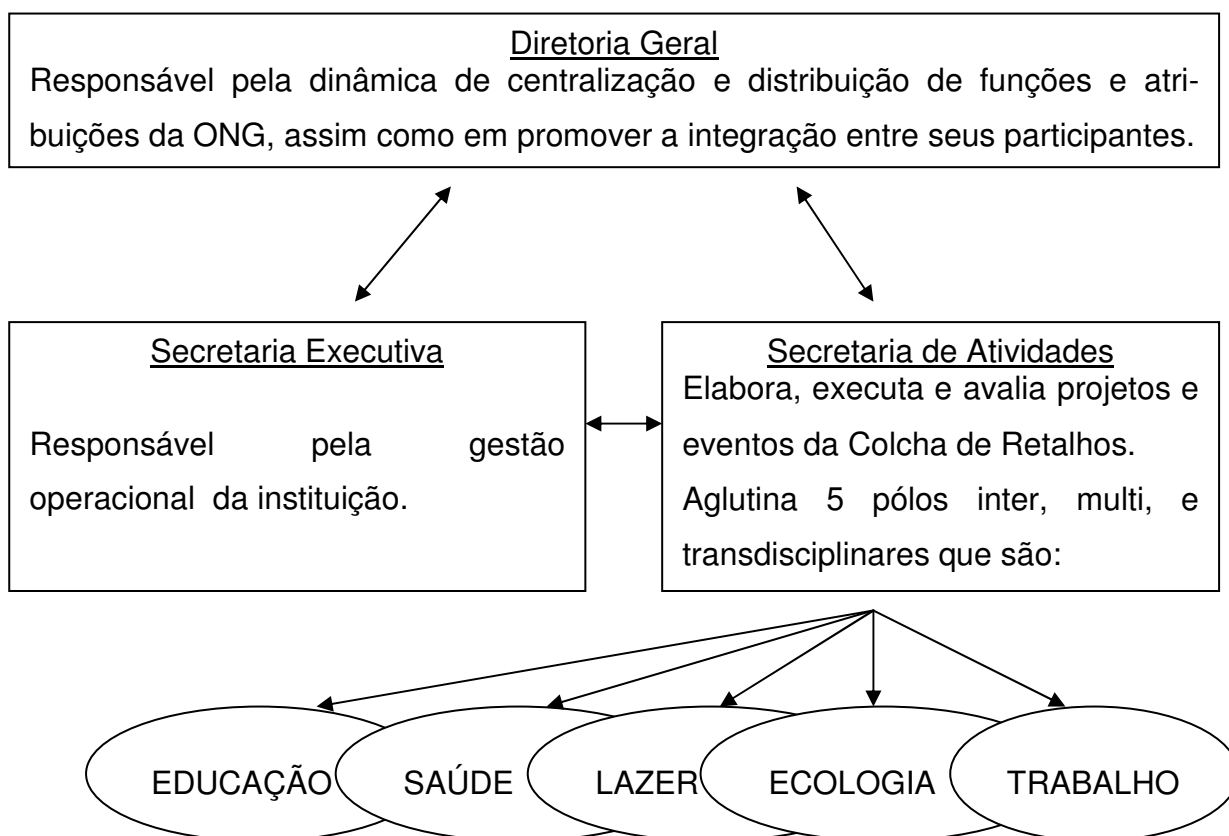 Diretoria Geral
Responsável pela dinâmica de centralização e distribuição de funções e atri-
buições da ONG, assim como em promover a integração entre seus participantes.
Secretaria Executiva
Responsável pela gestão
operacional da instituição.
Secretaria de Atividades
Elabora, executa e avalia projetos e
eventos da Colcha de Retalhos.
Aglutina 5 pólos inter, multi, e
transdisciplinares que são:
EDUCAÇÃO
SAÚDE
LAZER
ECOLOGIA
TRABALHO